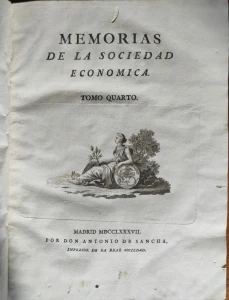 MEMORIAS
DE LA SOCIEDAD
ECONOMICA.
TOMO QUARTO.
MADRID MDCCLXXXVII.
POR DON ANTONIO DE SANCHA,
IMPRESOR DE LA REAL SOCIEDAD.